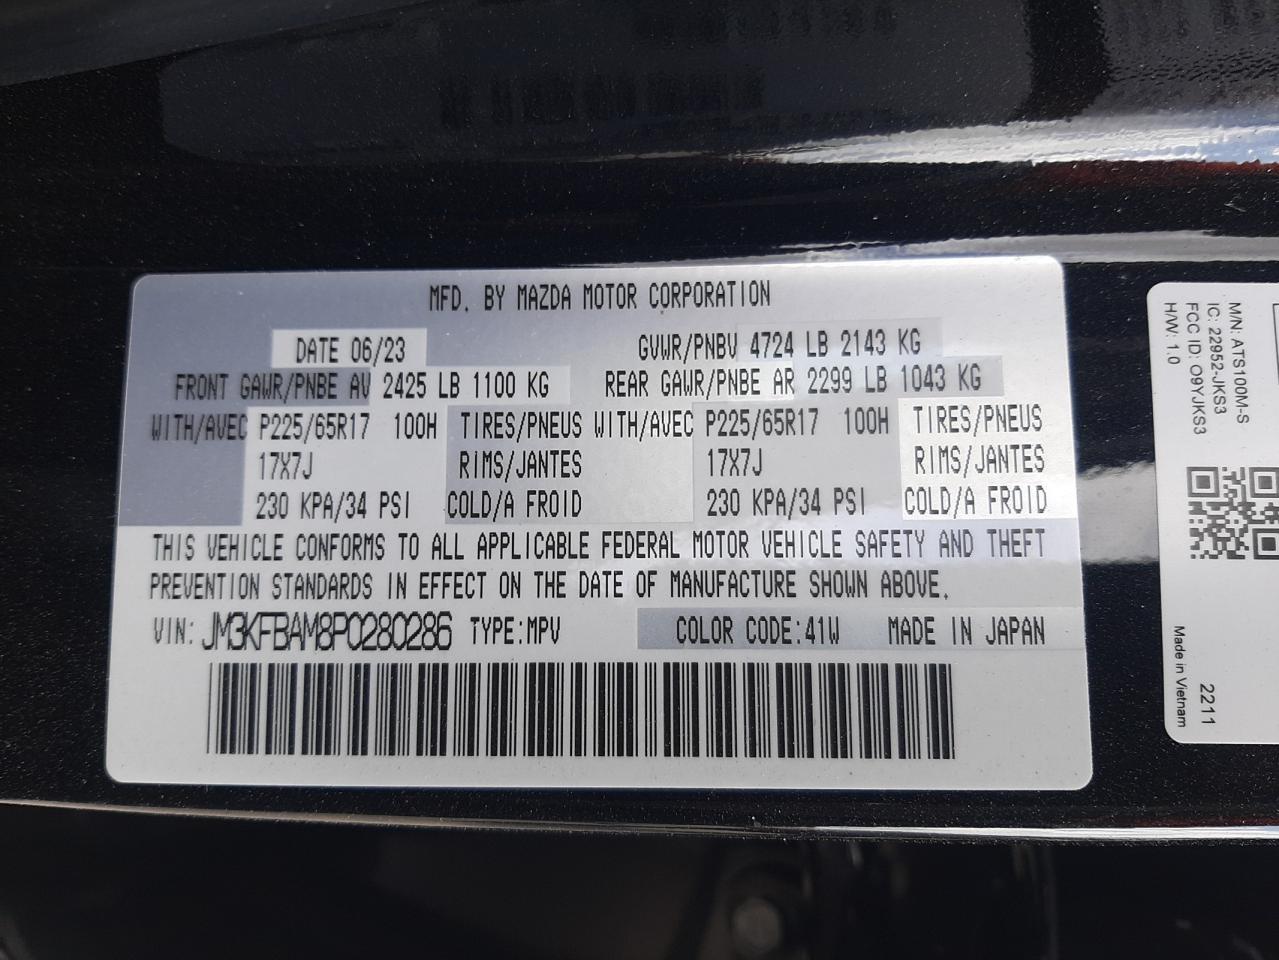 MFD. BY MAZDA MOTOR CORPORATION
DATE 06/23 GVWR/PNBV 4724 LB 2143 KG
FRONT GAWR/PNBE AV 2425 LB 1100 KG REAR GAWR/PNBE AR 2299 LB 1043 KG
WITH/AVEC P225/65R17 100H TIRES/PNEUS WITH/AVEC P225/65R17 100H TIRES/PNEUS
17X7J RIMS/JANTES 17X7J RIMS/JANTES
230 KPA/34 PSI COLD/A FROID 230 KPA/34 PSI COLD/A FROID
THIS VEHICLE CONFORMS TO ALL APPLICABLE FEDERAL MOTOR VEHICLE SAFETY AND THEFT
PREVENTION STANDARDS IN EFFECT ON THE DATE OF MANUFACTURE SHOWN ABOVE.
VIN: JM3KFBAM8P0280286 TYPE:MPV COLOR CODE:41W MADE IN JAPAN
M/N: ATS100M-S
IC: 22952-JKS3
FCC ID: O9YJKS3
H/W: 1.0
2211
Made in Vietnam